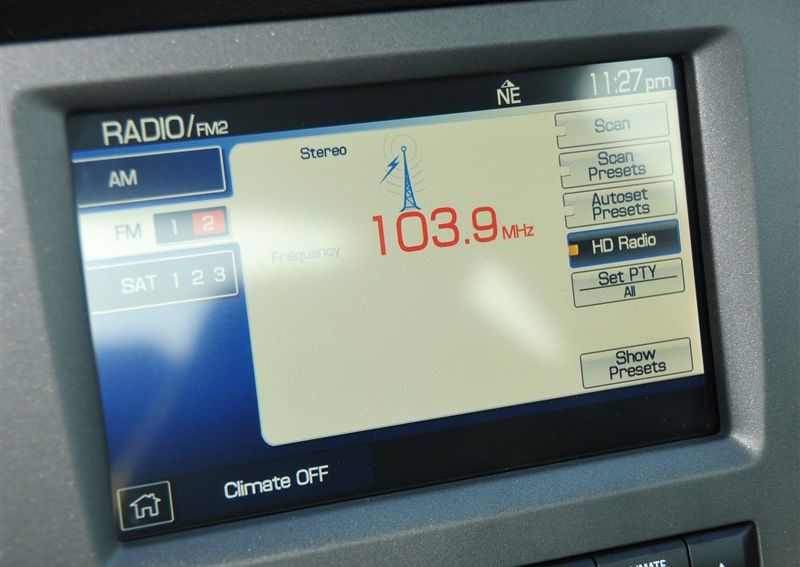 RADIO/FM2
NE
11:27pm
AM
FM 1 2
SAT 1 2 3
Stereo
Frequency
103.9 MHz
Scan
Scan
Presets
Autoset
Presets
HD Radio
Set PTY
All
Show
Presets
Climate OFF
CLIMATE